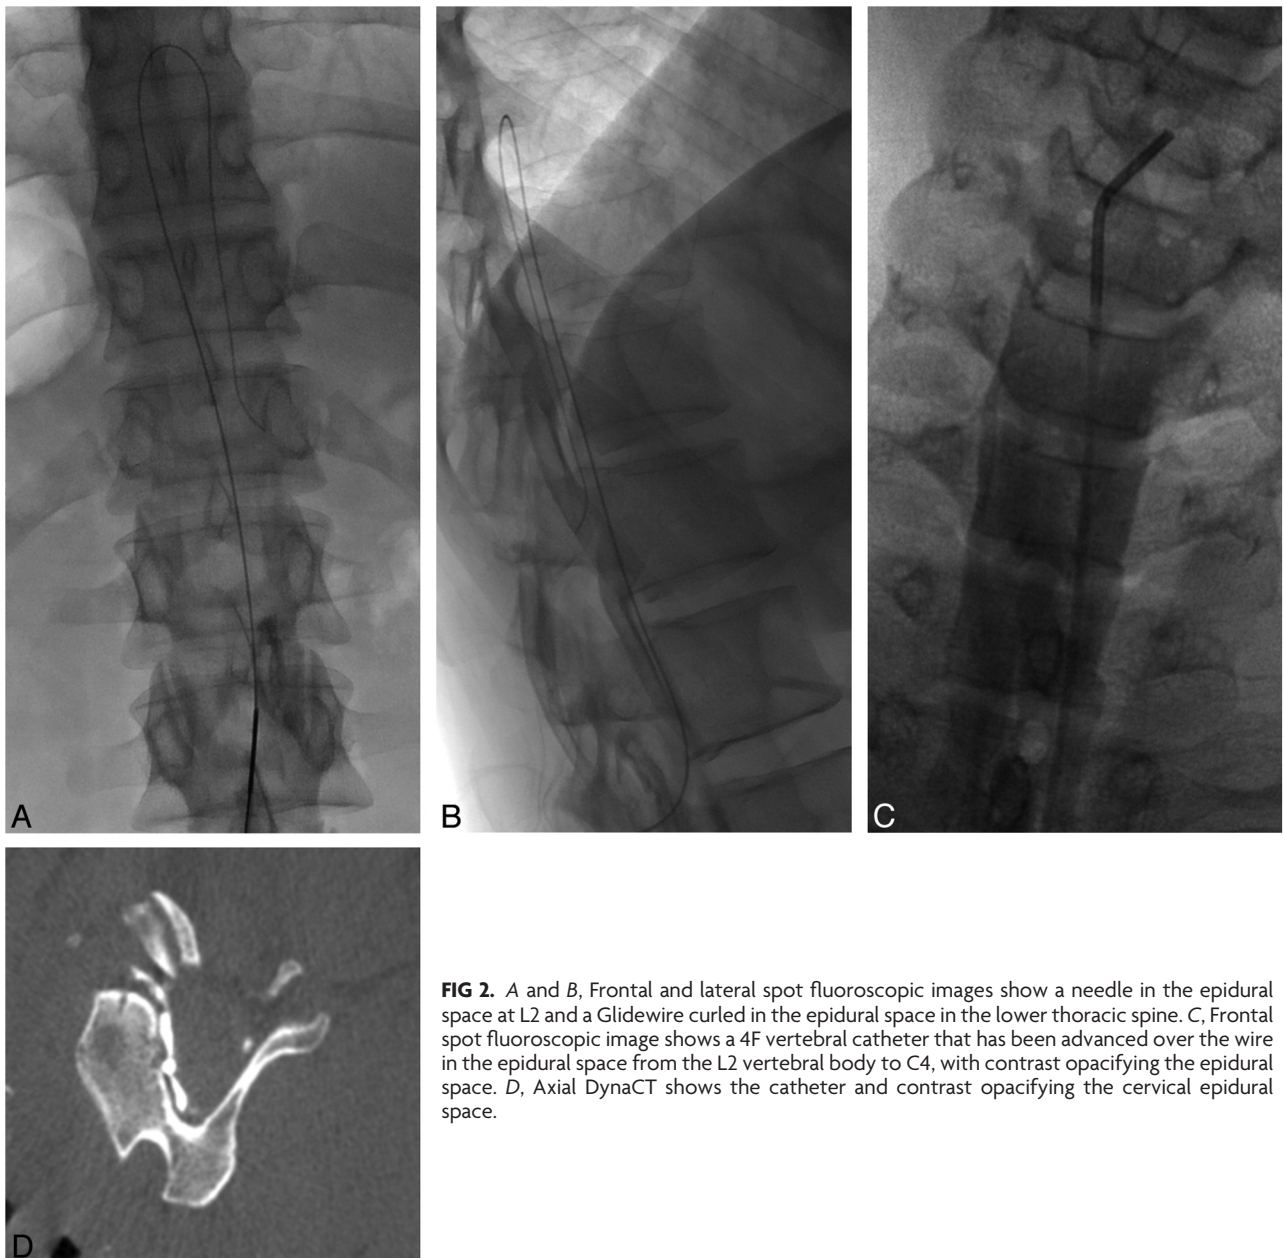 A
B
C
D
FIG 2. A and B, Frontal and lateral spot fluoroscopic images show a needle in the epidural
space at L2 and a Glidewire curled in the epidural space in the lower thoracic spine. C, Frontal
spot fluoroscopic image shows a 4F vertebral catheter that has been advanced over the wire
in the epidural space from the L2 vertebral body to C4, with contrast opacifying the epidural
space. D, Axial DynaCT shows the catheter and contrast opacifying the cervical epidural
space.